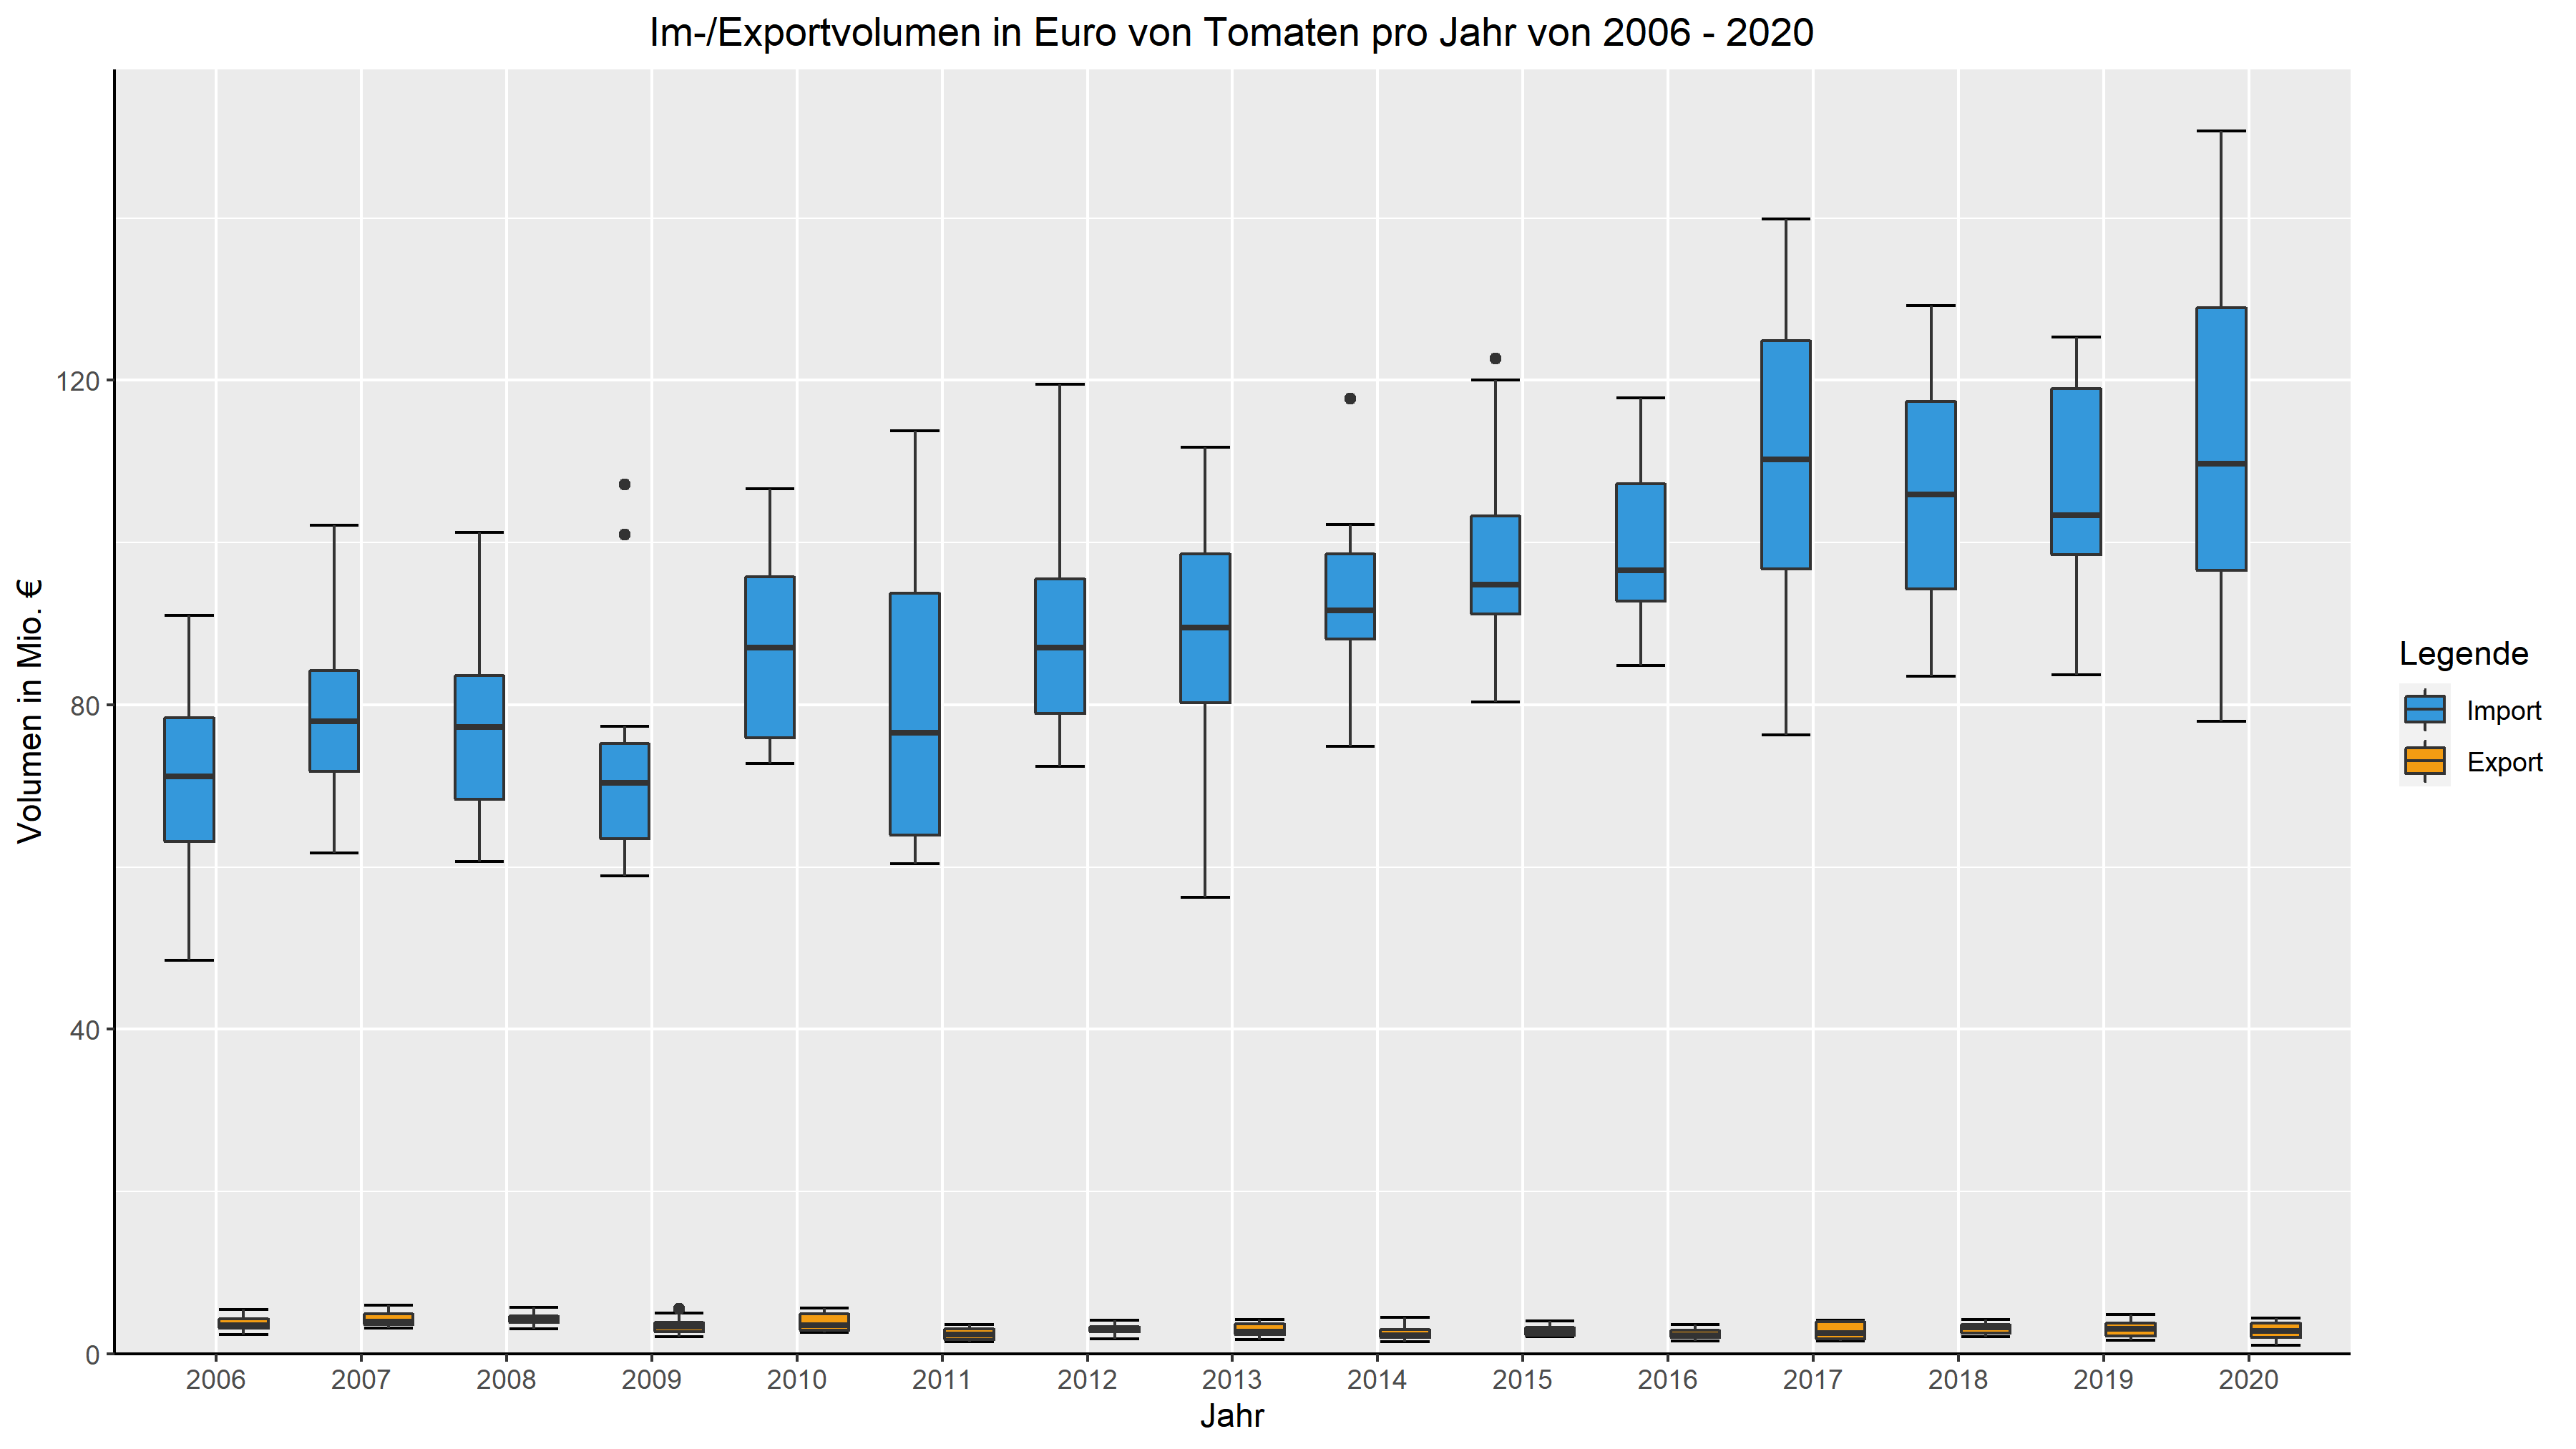 Im-/Exportvolumen in Euro von Tomaten pro Jahr von 2006 - 2020
Volumen in Mio. €
120
80
40
0
2006 2007 2008 2009 2010 2011 2012 2013 2014 2015 2016 2017 2018 2019 2020
Jahr
Legende
Import
Export